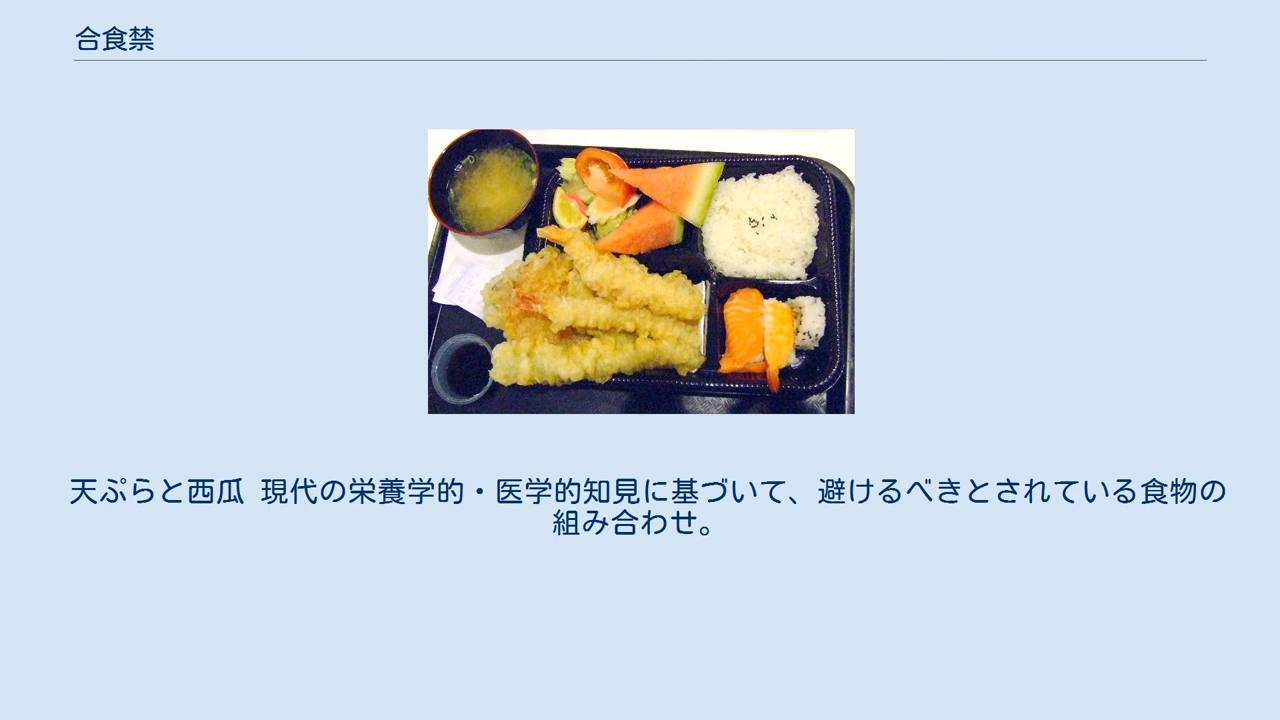 合食禁
天ぷらと西瓜 現代の栄養学的・医学的知見に基づいて、避けるべきとされている食物の
組み合わせ。